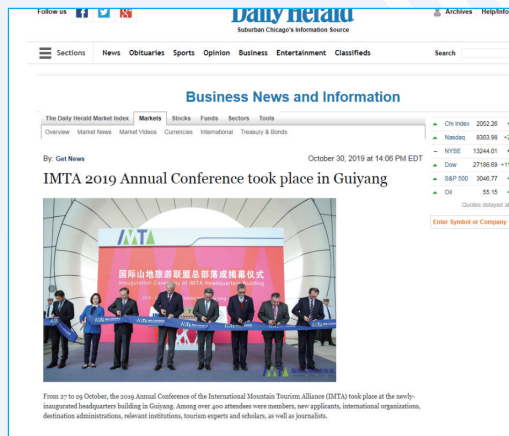 Follow us
Daily Herald
Suburban Chicago's Information Source
Archives Help/Info
Sections News Obituaries Sports Opinion Business Entertainment Classifieds Search
Business News and Information
The Daily Herald Market Index Markets Stocks Funds Sectors Tools
Overview Market News Market Videos Currencies International Treasury & Bonds
Chi Index 2052.26
Nasdaq 8303.98
NYSE 13244.01
Dow 27186.69
S&P 500 3046.77
Oil 55.15
Quotes delayed
Enter Symbol or Company
By: Get News October 30, 2019 at 14:06 PM EDT
IMTA 2019 Annual Conference took place in Guiyang
IMTA
国际山地旅游联盟总部落成揭幕仪式
Inauguration Ceremony of IMTA Headquarters Building
From 27 to 29 October, the 2019 Annual Conference of the International Mountain Tourism Alliance (IMTA) took place at the newly-
inaugurated headquarters building in Guiyang. Among over 400 attendees were members, new applicants, international organizations,
destination administrations, relevant institutions, tourism experts and scholars, as well as journalists.